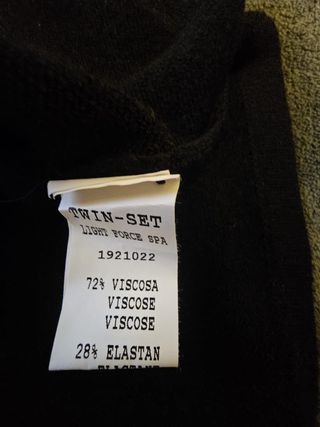 TWIN-SET
LIGHT FORCE SPA
1921022
72% VISCOSA
VISCOSE
VISCOSE
28% ELASTAN